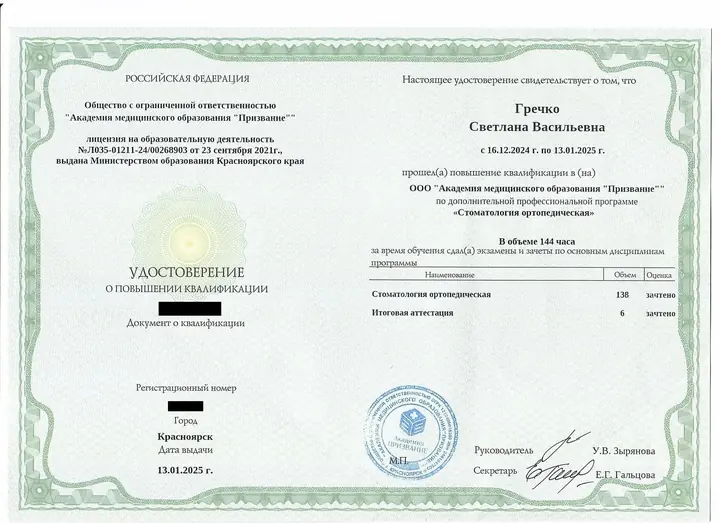 РОССИЙСКАЯ ФЕДЕРАЦИЯ
Общество с ограниченной ответственностью
"Академия медицинского образования "Призвание""
лицензия на образовательную деятельность
№Л035-01211-24/00268903 от 23 сентября 2021г.,
выдана Министерством образования Красноярского края
УДОСТОВЕРЕНИЕ
О ПОВЫШЕНИИ КВАЛИФИКАЦИИ
Документ о квалификации
Регистрационный номер
Город
Красноярск
Дата выдачи
13.01.2025 г.
Настоящее удостоверение свидетельствует о том, что
Гречко
Светлана Васильевна
с 16.12.2024 г. по 13.01.2025 г.
прошел(а) повышение квалификации в (на)
ООО "Академия медицинского образования "Призвание""
по дополнительной профессиональной программе
«Стоматология ортопедическая»
В объеме 144 часа
за время обучения сдал(а) экзамены и зачеты по основным дисциплинам
программы
Наименование Объем Оценка
Стоматология ортопедическая 138 зачтено
Итоговая аттестация 6 зачтено
Академия
ПРИЗВАНИЕ
М.П.
Руководитель У.В. Зырянова
Секретарь Е.Г. Гальцова